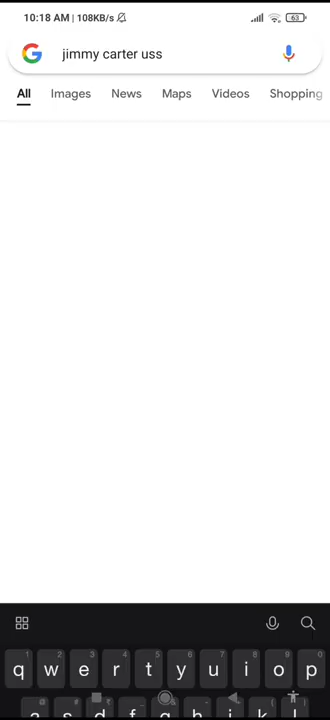 10:18 AM | 108KB/s 63
jimmy carter uss
All Images News Maps Videos Shopping
1 2 3 4 5 6 7 8 9 0
q w e r t y u i o p
a s d f g h j k l